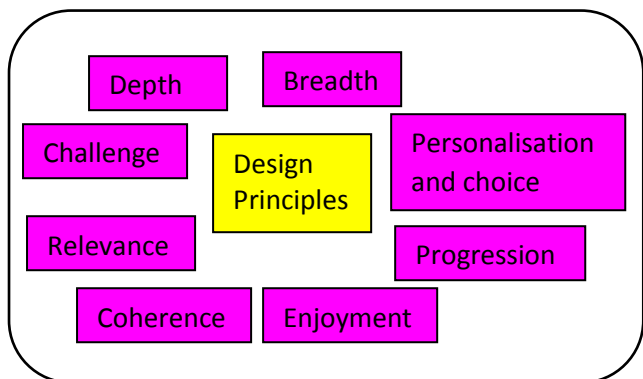 Depth
Breadth
Challenge
Design
Principles
Personalisation
and choice
Relevance
Progression
Coherence
Enjoyment